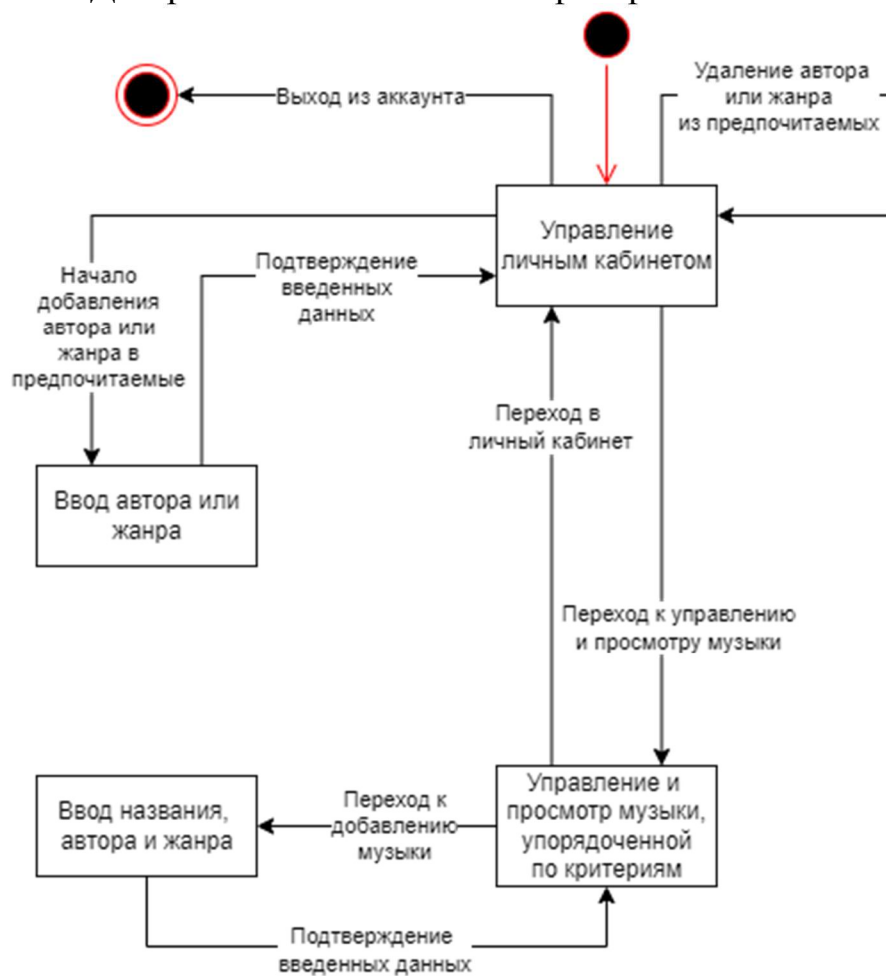 Выход из аккаунта
Удаление автора
или жанра
из предпочитаемых
Управление
личным кабинетом
Начало
добавления
автора или
жанра в
предпочитаемые
Подтверждение
введенных
данных
Переход в
личный кабинет
Ввод автора или
жанра
Переход к управлению
и просмотру музыки
Ввод названия,
автора и жанра
Переход к
добавлению
музыки
Управление и
просмотр музыки,
упорядоченной
по критериям
Подтверждение
введенных данных